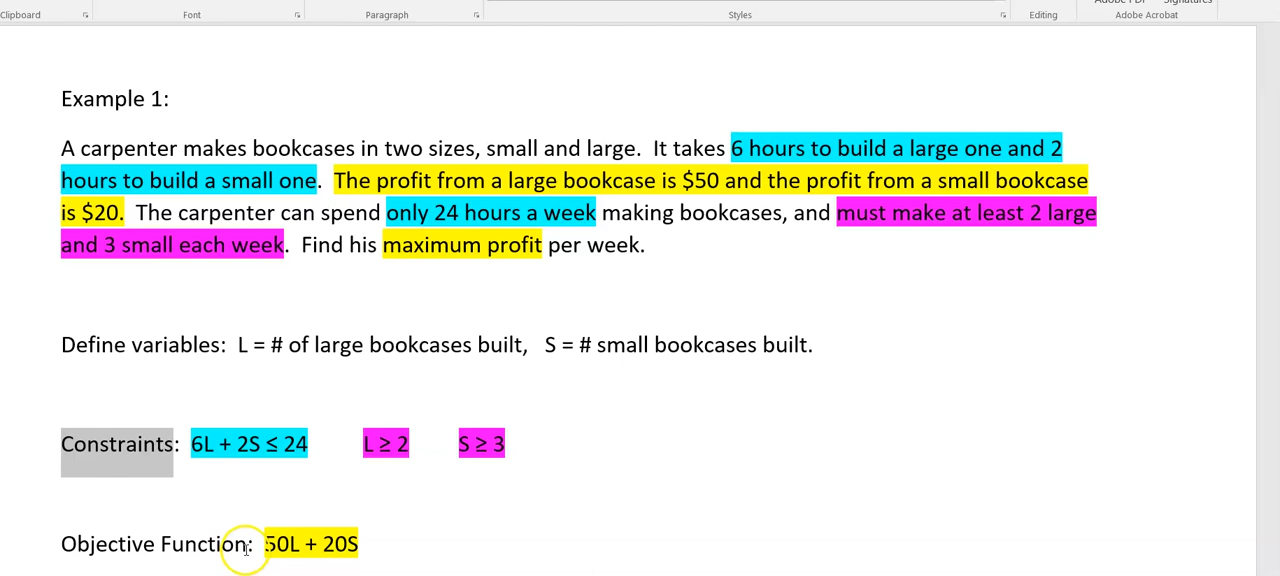 Adobe PDF Signatures
Clipboard Font Paragraph Styles Editing Adobe Acrobat
Example 1:
A carpenter makes bookcases in two sizes, small and large. It takes 6 hours to build a large one and 2
hours to build a small one. The profit from a large bookcase is $50 and the profit from a small bookcase
is $20. The carpenter can spend only 24 hours a week making bookcases, and must make at least 2 large
and 3 small each week. Find his maximum profit per week.
Define variables: L = # of large bookcases built, S = # small bookcases built.
Constraints: 6L + 2S ≤ 24 L ≥ 2 S ≥ 3
Objective Function: 50L + 20S